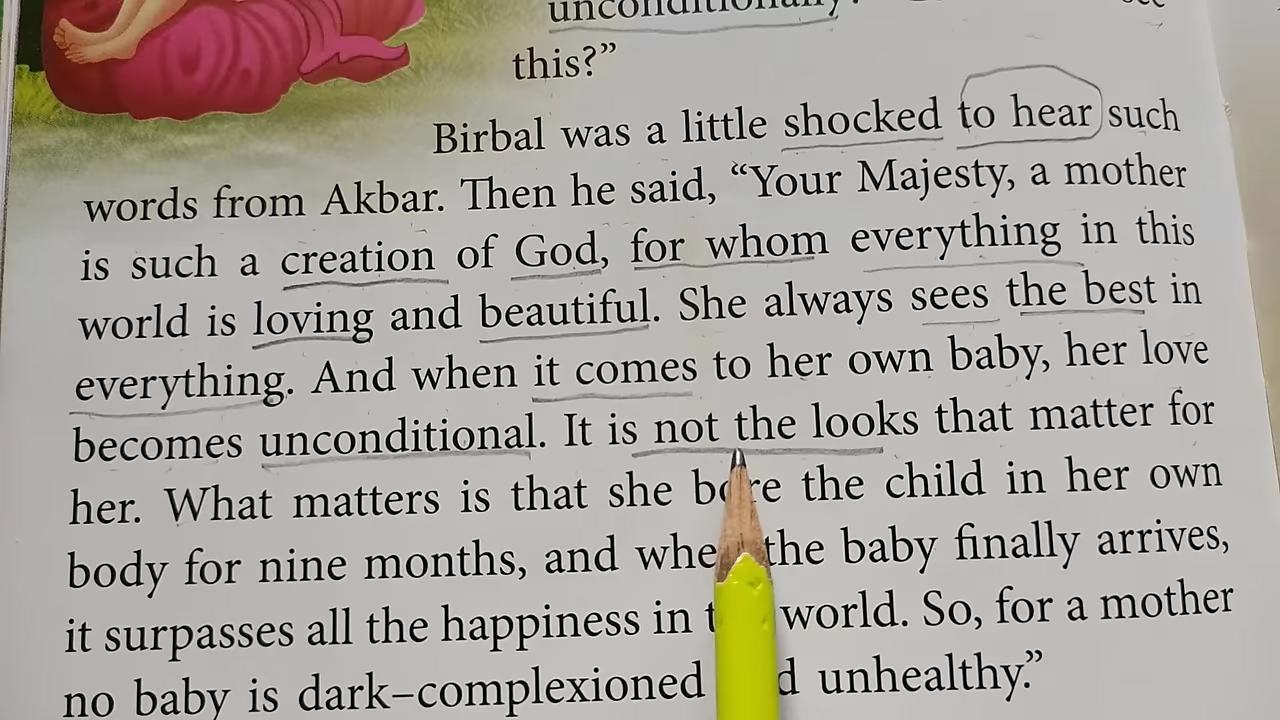 unconditionally?
this?”
Birbal was a little shocked to hear such
words from Akbar. Then he said, “Your Majesty, a mother
is such a creation of God, for whom everything in this
world is loving and beautiful. She always sees the best in
everything. And when it comes to her own baby, her love
becomes unconditional. It is not the looks that matter for
her. What matters is that she bore the child in her own
body for nine months, and when the baby finally arrives,
it surpasses all the happiness in the world. So, for a mother
no baby is dark–complexioned and unhealthy.”